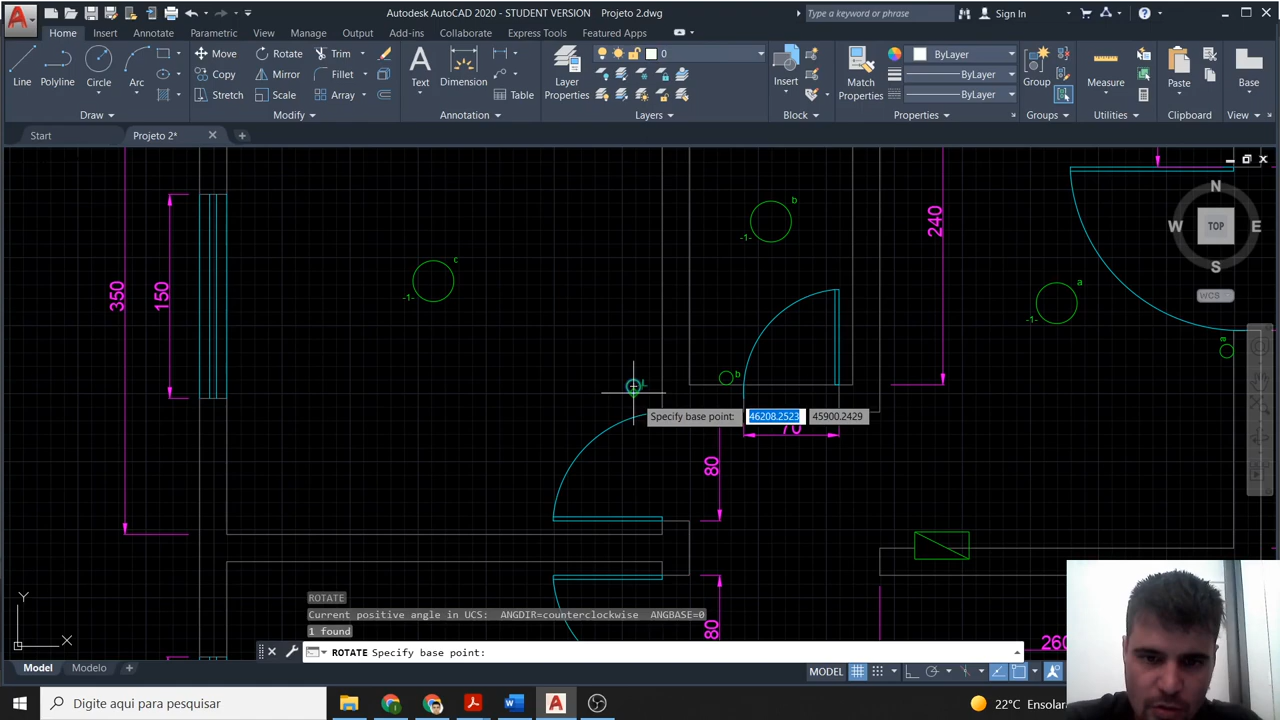 Autodesk AutoCAD 2020 - STUDENT VERSION Projeto 2.dwg
Type a keyword or phrase
Sign In
Home Insert Annotate Parametric View Manage Output Add-ins Collaborate Express Tools Featured Apps
Line Polyline Circle Arc
Move Rotate Trim
Copy Mirror Fillet
Stretch Scale Array
Text Dimension
Table
Layer Properties
0
Insert
Match Properties
ByLayer
ByLayer
ByLayer
Group
Measure
Paste
Base
Draw Modify Annotation Layers Block Properties Groups Utilities Clipboard View
Start Projeto 2*
N
W TOP E
S
WCS
350
150
c
-1-
b
-1-
240
a
-1-
a
b
Specify base point: 46208.2523 45900.2429
70
80
80
260
Y
X
ROTATE
Current positive angle in UCS: ANGDIR=counterclockwise ANGBASE=0
1 found
ROTATE Specify base point:
Model Modelo
MODEL
Digite aqui para pesquisar
22°C Ensolar